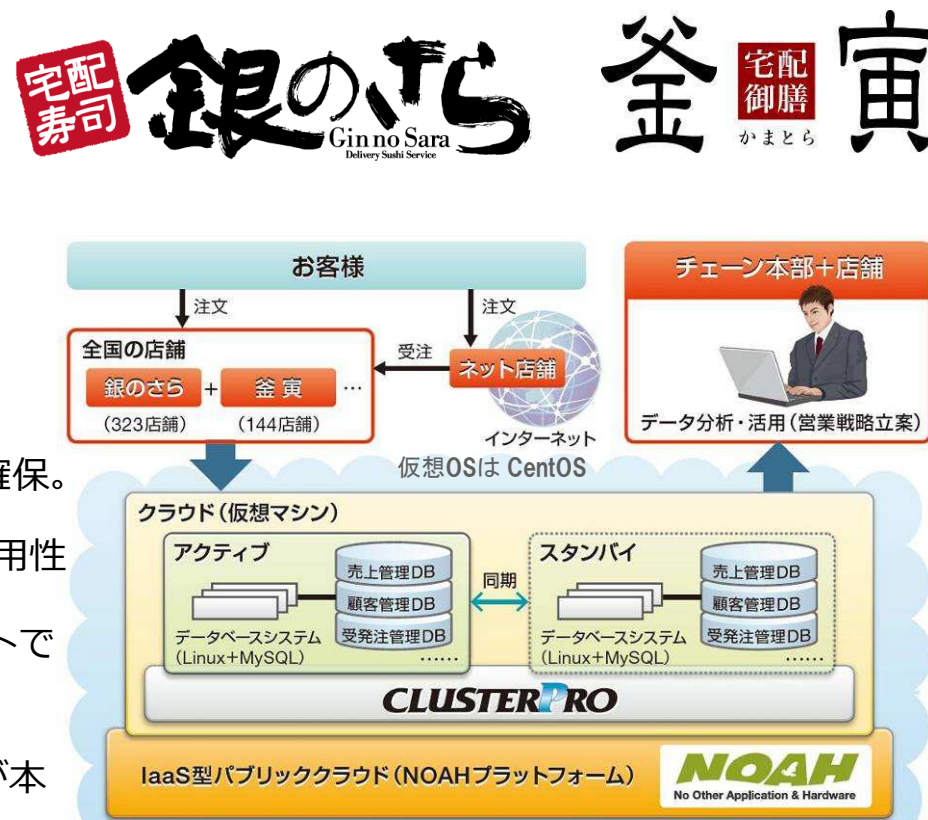 宅配
寿司
銀のさら
Gin no Sara
Delivery Sushi Service
釜
宅配
御膳
かまとら
寅
お客様
注文
注文
全国の店舗
銀のさら + 釜寅 …
(323店舗) (144店舗)
受注
ネット店舗
インターネット
チェーン本部+店舗
データ分析・活用(営業戦略立案)
確保。
用性
トで
が本
仮想OSは CentOS
クラウド(仮想マシン)
アクティブ
売上管理DB
顧客管理DB
受発注管理DB
……
データベースシステム
(Linux+MySQL)
同期
スタンバイ
売上管理DB
顧客管理DB
受発注管理DB
……
データベースシステム
(Linux+MySQL)
CLUSTERPRO
IaaS型パブリッククラウド(NOAHプラットフォーム)
NOAH
No Other Application & Hardware